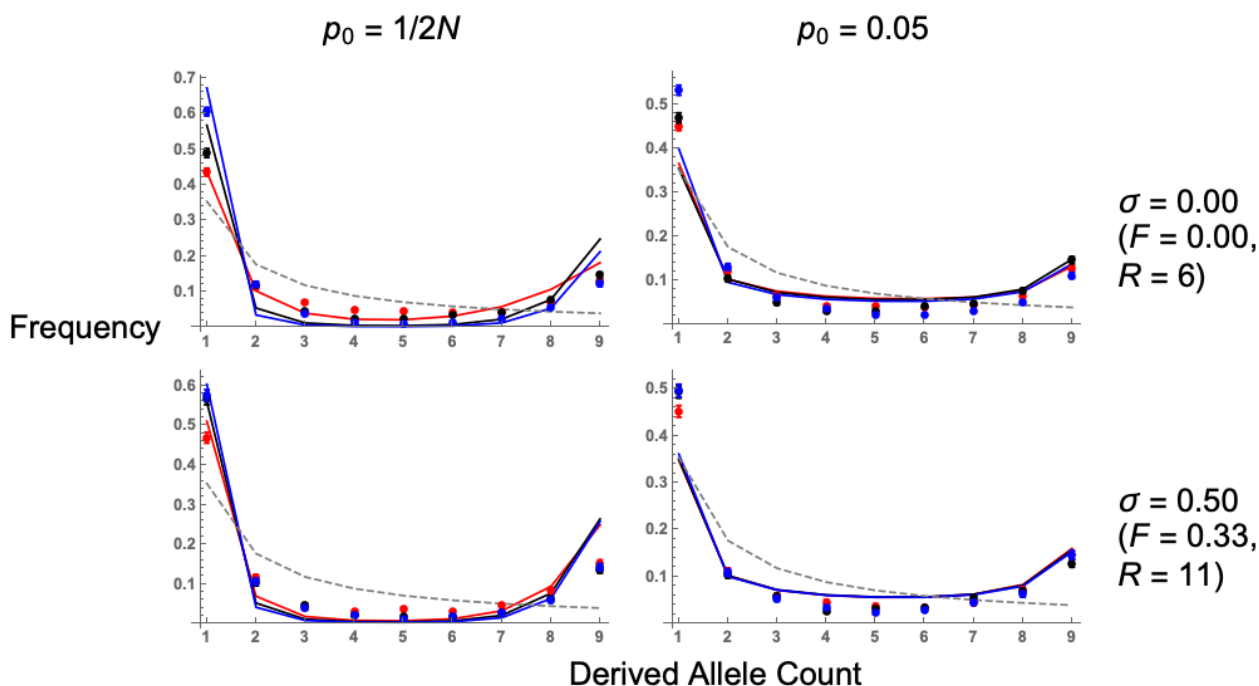 p₀ = 1/2N
p₀ = 0.05
0.7
0.6
0.5
0.4
0.3
0.2
0.1
1 2 3 4 5 6 7 8 9
0.5
0.4
0.3
0.2
0.1
1 2 3 4 5 6 7 8 9
σ = 0.00
(F = 0.00,
R = 6)
Frequency
0.6
0.5
0.4
0.3
0.2
0.1
1 2 3 4 5 6 7 8 9
0.5
0.4
0.3
0.2
0.1
1 2 3 4 5 6 7 8 9
σ = 0.50
(F = 0.33,
R = 11)
Derived Allele Count